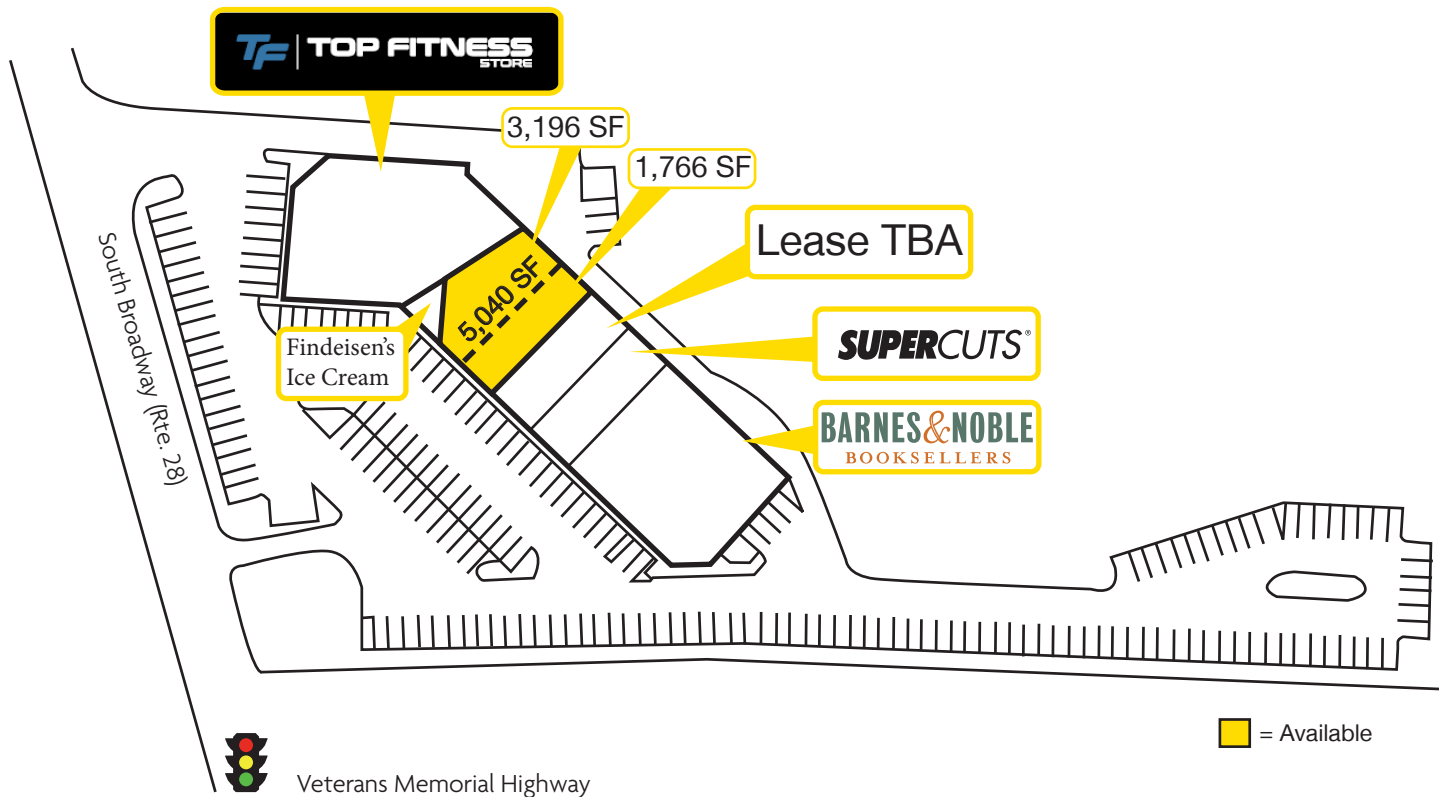 TF | TOP FITNESS
STORE
3,196 SF
1,766 SF
Lease TBA
5,040 SF
SUPERCUTS®
Findeisen's
Ice Cream
BARNES&NOBLE
BOOKSELLERS
South Broadway (Rte. 28)
= Available
Veterans Memorial Highway